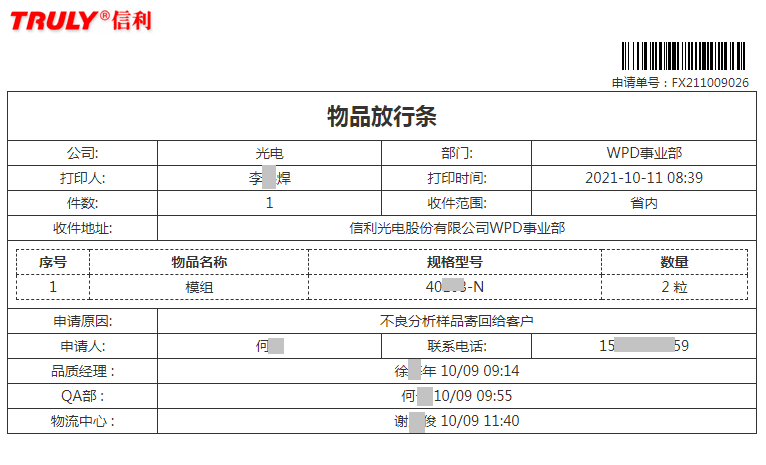 TRULY®信利
申请单号：FX211009026
物品放行条
公司: 光电 部门: WPD事业部
打印人: 李 焊 打印时间: 2021-10-11 08:39
件数: 1 收件范围: 省内
收件地址: 信利光电股份有限公司WPD事业部
序号 物品名称 规格型号 数量
1 模组 40 -N 2 粒
申请原因: 不良分析样品寄回给客户
申请人: 何 联系电话: 15 59
品质经理： 徐 年 10/09 09:14
QA部： 何 10/09 09:55
物流中心： 谢 俊 10/09 11:40